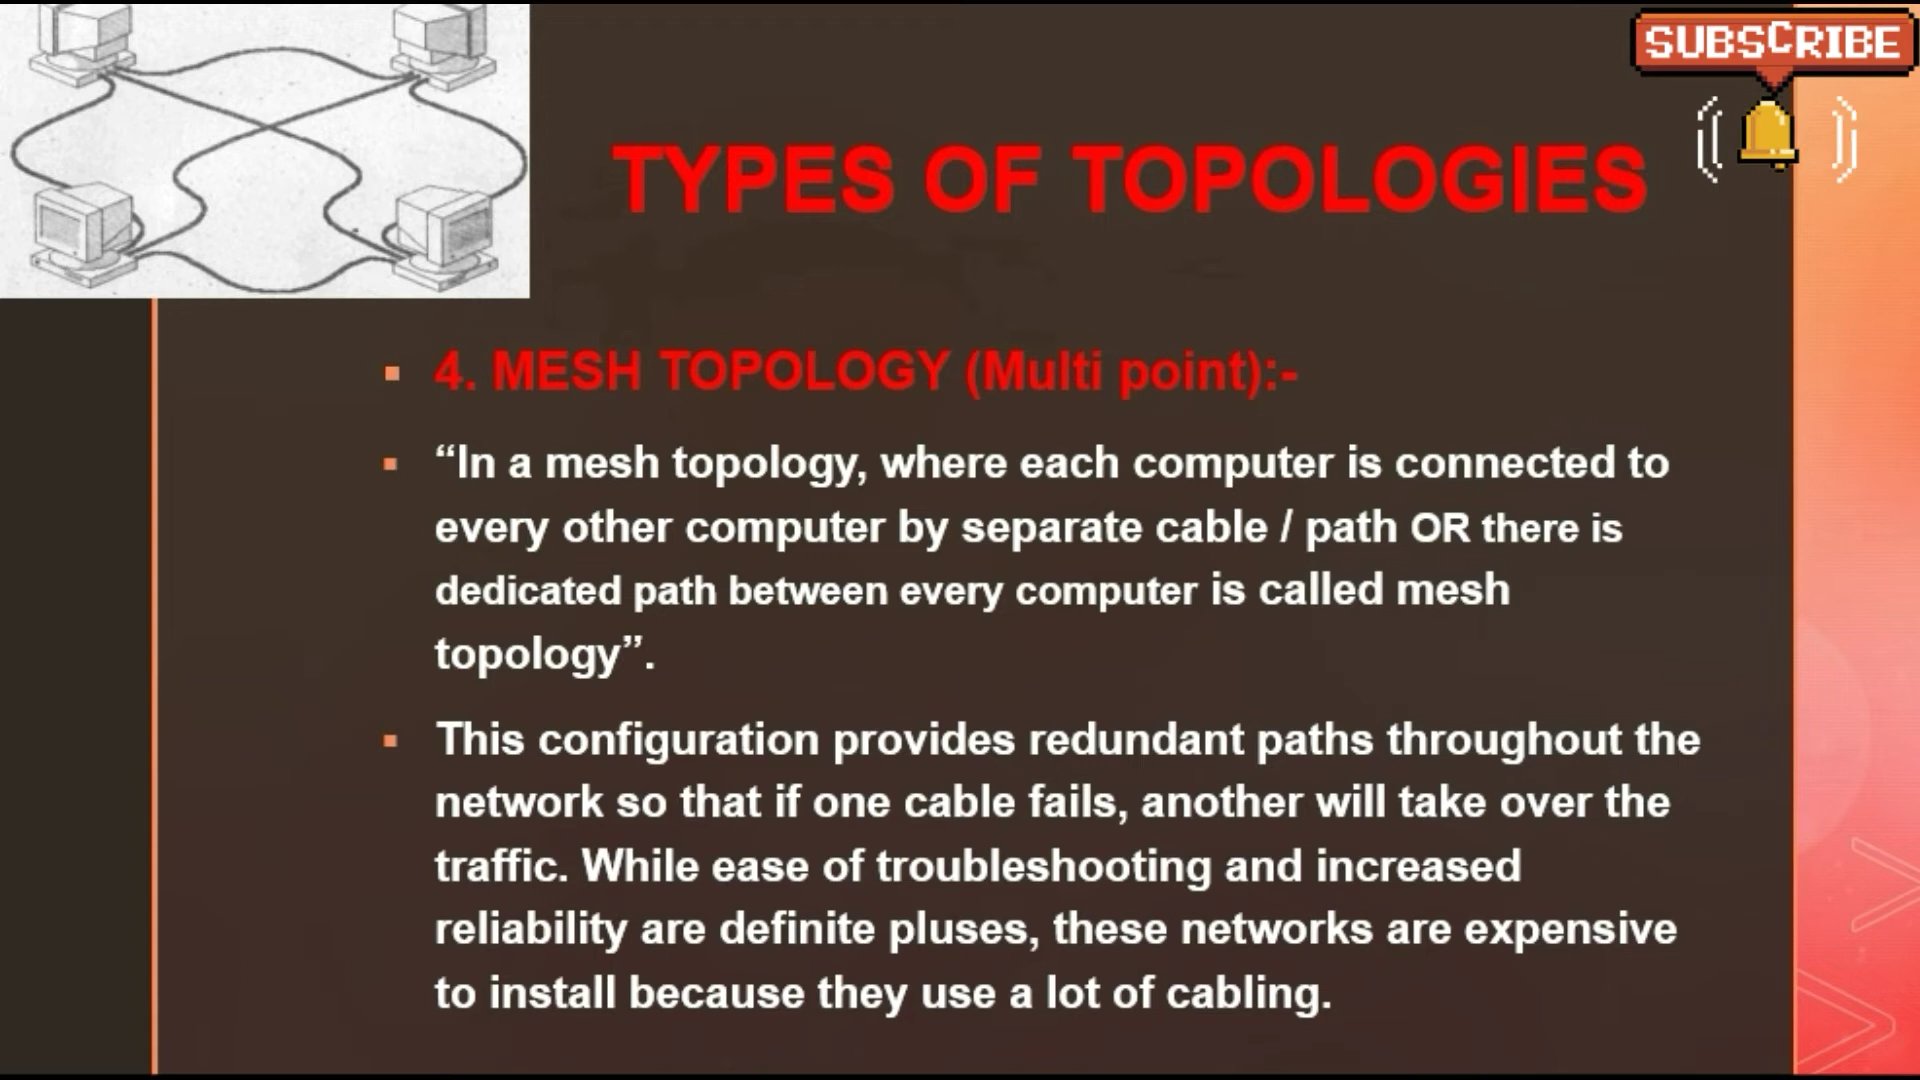 SUBSCRIBE
TYPES OF TOPOLOGIES
4. MESH TOPOLOGY (Multi point):-
“In a mesh topology, where each computer is connected to
every other computer by separate cable / path OR there is
dedicated path between every computer is called mesh
topology”.
This configuration provides redundant paths throughout the
network so that if one cable fails, another will take over the
traffic. While ease of troubleshooting and increased
reliability are definite pluses, these networks are expensive
to install because they use a lot of cabling.